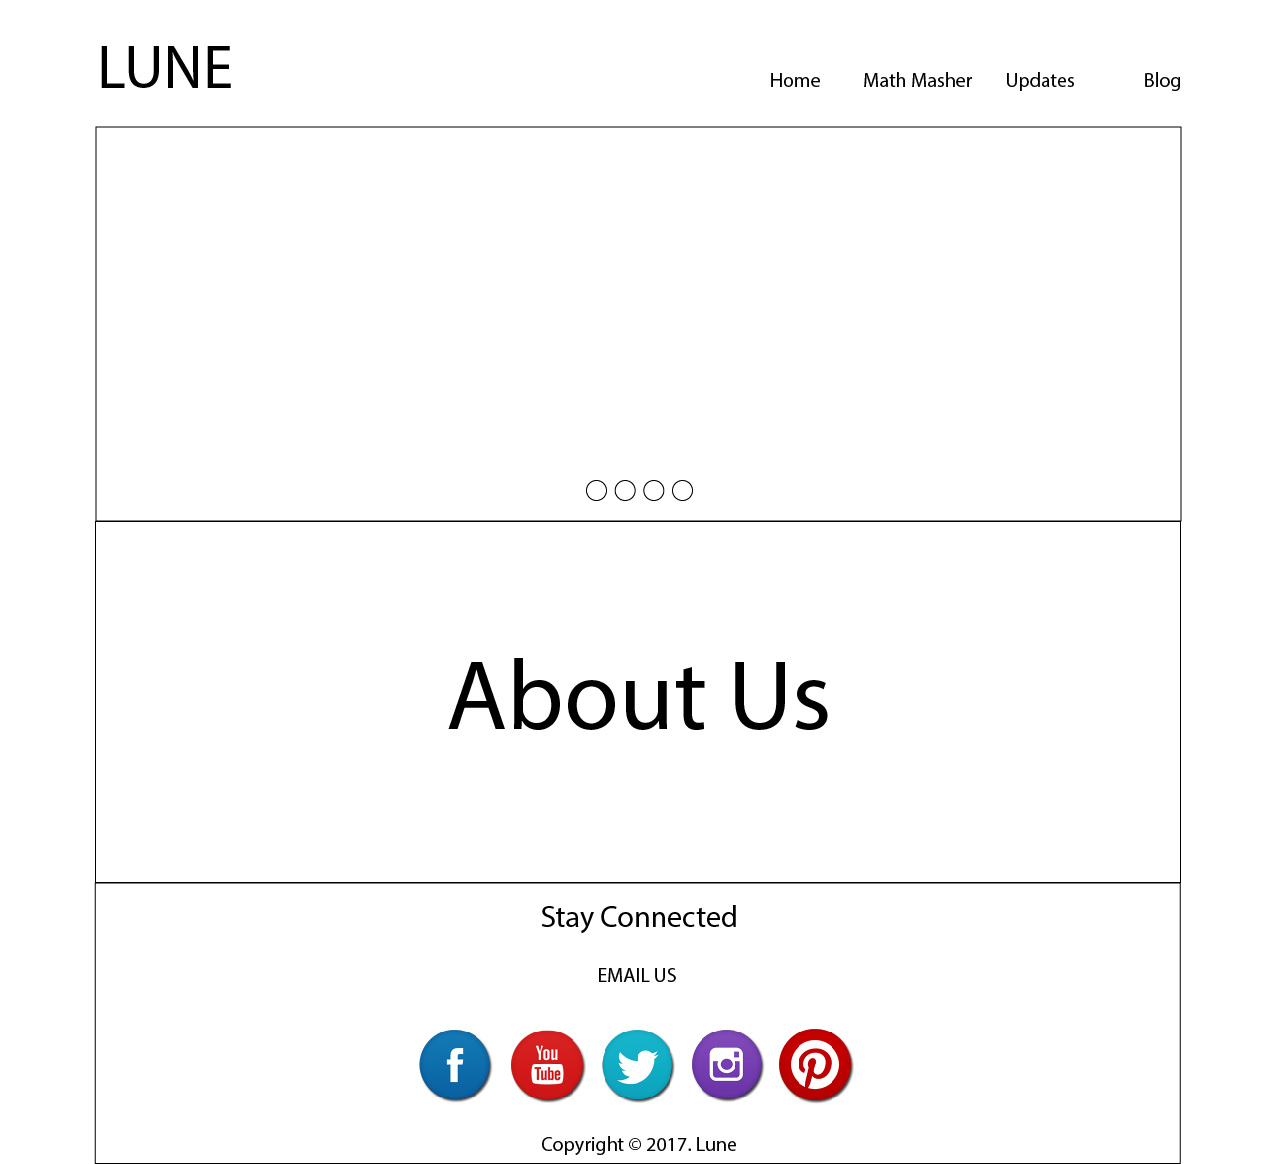 LUNE
Home Math Masher Updates Blog
About Us
Stay Connected
EMAIL US
You
Tube
Copyright © 2017. Lune